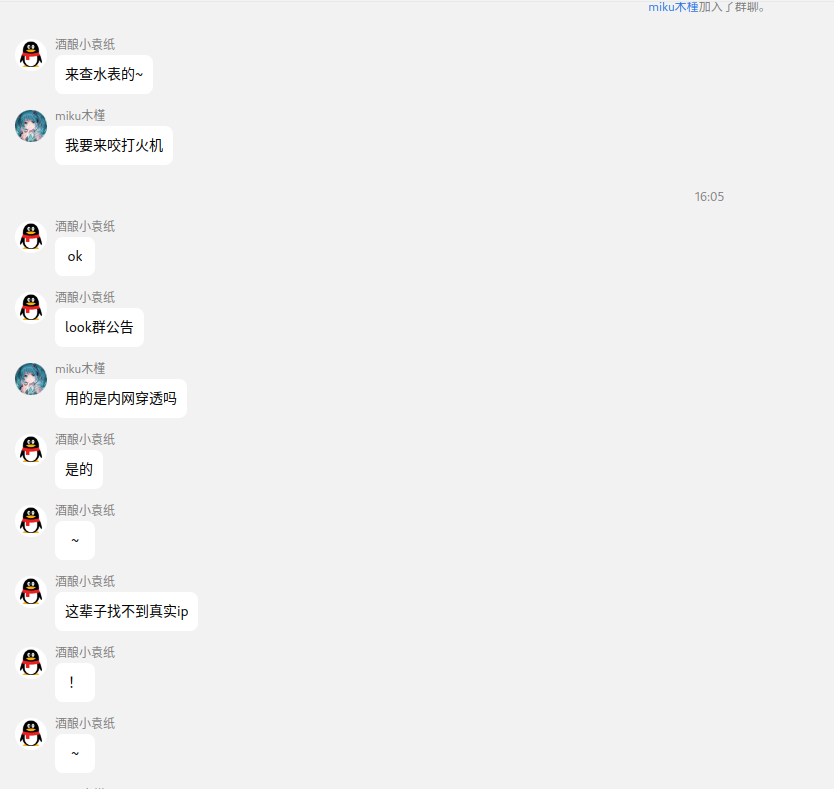 miku木槿加入了群聊。
酒酿小袁纸
来查水表的~
miku木槿
我要来咬打火机
16:05
酒酿小袁纸
ok
酒酿小袁纸
look群公告
miku木槿
用的是内网穿透吗
酒酿小袁纸
是的
酒酿小袁纸
~
酒酿小袁纸
这辈子找不到真实ip
酒酿小袁纸
！
酒酿小袁纸
~